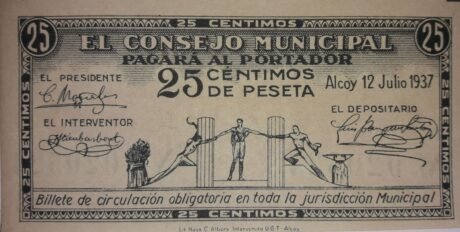 25 CENTIMOS
25
25
EL CONSEJO MUNICIPAL
PAGARÁ AL PORTADOR
25 CÉNTIMOS
DE PESETA
Alcoy 12 Julio 1937
EL PRESIDENTE
EL INTERVENTOR
EL DEPOSITARIO
25 CENTIMOS
25 CENTIMOS
Billete de circulación obligatoria en toda la jurisdicción Municipal
25 CENTIMOS
U.G.T - Alcoy